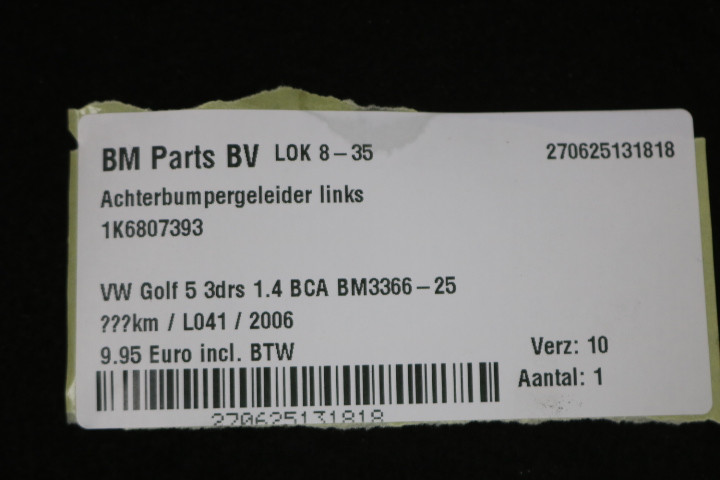 BM Parts BV LOK 8-35 270625131818
Achterbumpergeleider links
1K6807393
VW Golf 5 3drs 1.4 BCA BM3366-25
???km / L041 / 2006
9.95 Euro incl. BTW Verz: 10
Aantal: 1
270625131818